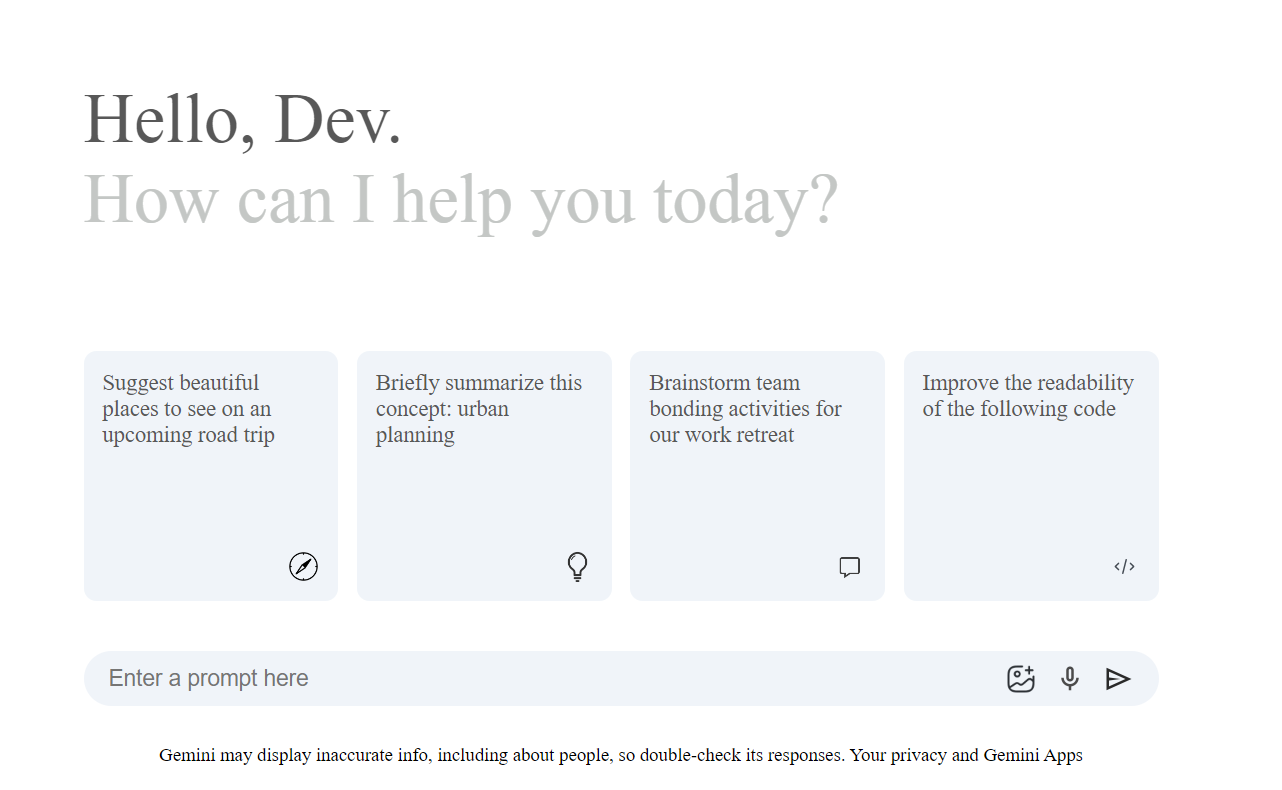 Hello, Dev.
How can I help you today?
Suggest beautiful
places to see on an
upcoming road trip
Briefly summarize this
concept: urban
planning
Brainstorm team
bonding activities for
our work retreat
Improve the readability
of the following code
Enter a prompt here
Gemini may display inaccurate info, including about people, so double-check its responses. Your privacy and Gemini Apps